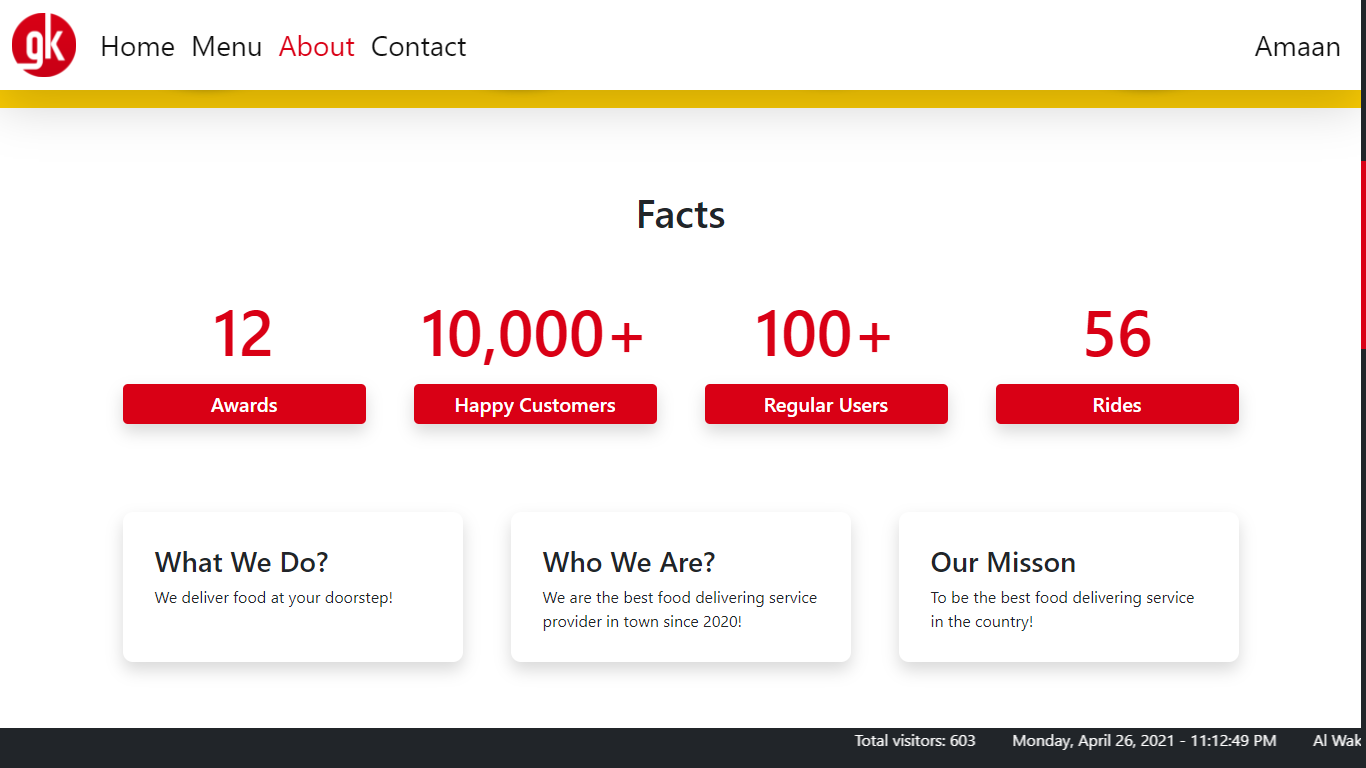 gk
Home Menu About Contact Amaan
Facts
12 10,000+ 100+ 56
Awards Happy Customers Regular Users Rides
What We Do?
We deliver food at your doorstep!
Who We Are?
We are the best food delivering service
provider in town since 2020!
Our Misson
To be the best food delivering service
in the country!
Total visitors: 603 Monday, April 26, 2021 - 11:12:49 PM Al Wak